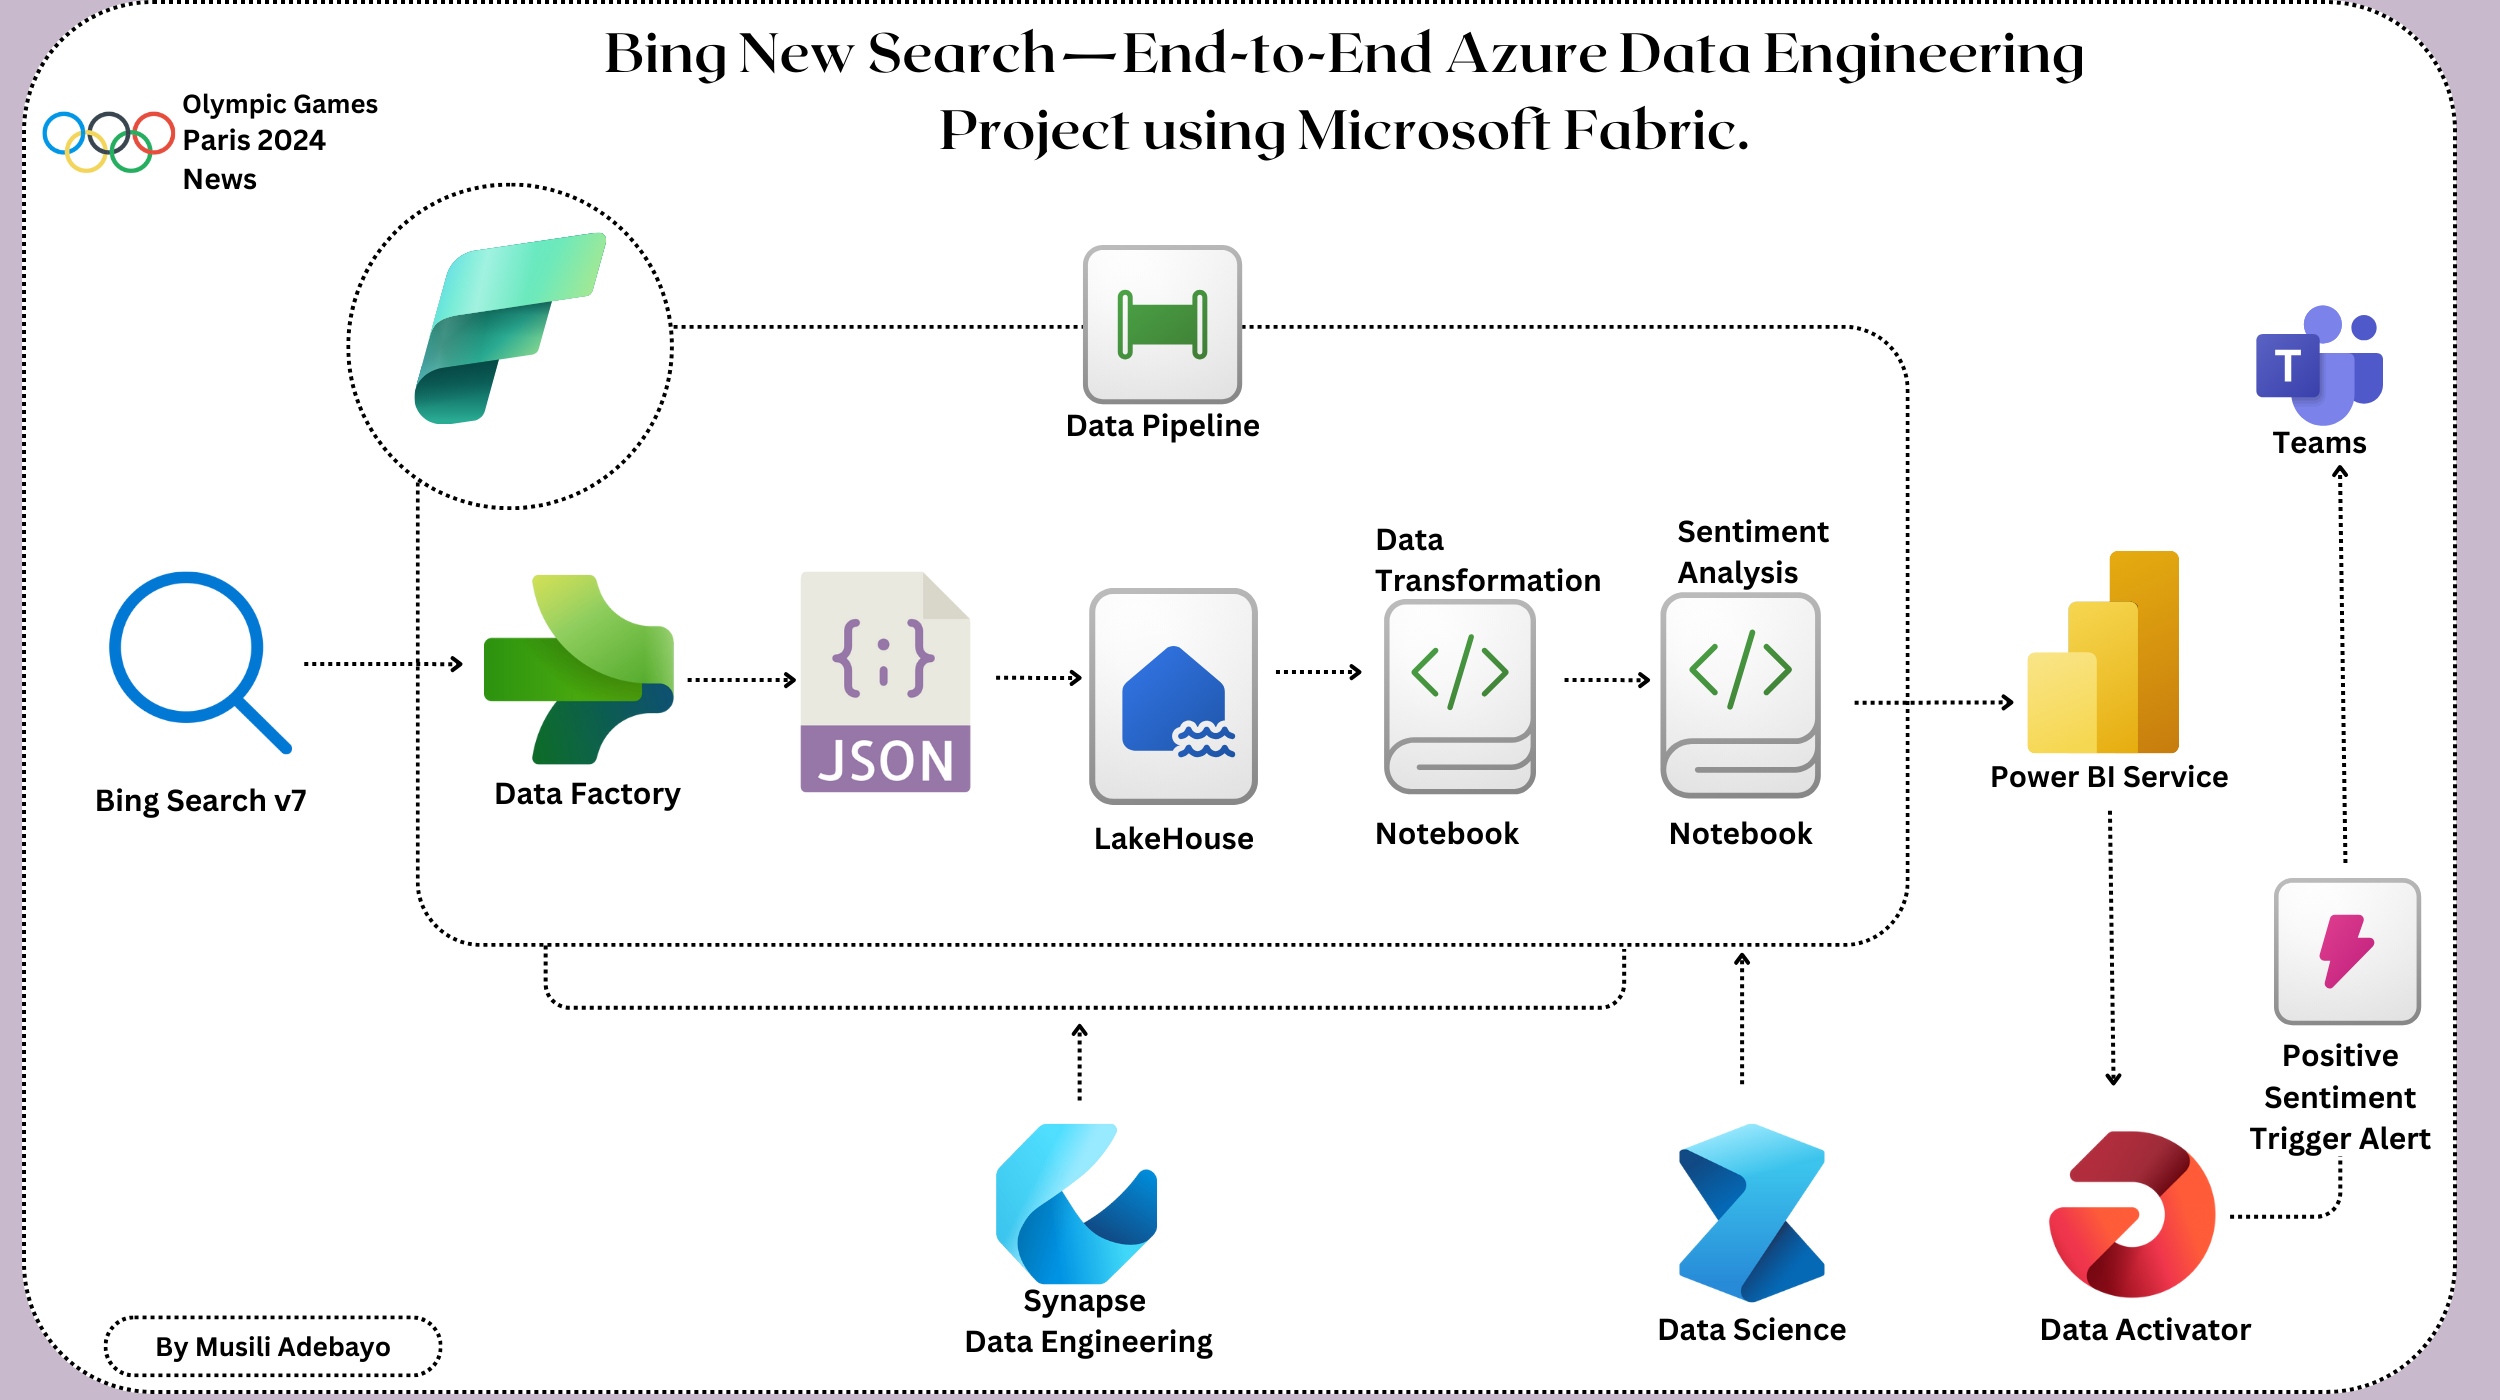 Bing New Search—End-to-End Azure Data Engineering
Project using Microsoft Fabric.
Olympic Games
Paris 2024
News
Data Pipeline
T
Teams
Data
Transformation
Sentiment
Analysis
{;}
JSON
</>
</>
Bing Search v7
Data Factory
LakeHouse
Notebook
Notebook
Power BI Service
Positive
Sentiment
Trigger Alert
Synapse
Data Engineering
Data Science
Data Activator
By Musili Adebayo